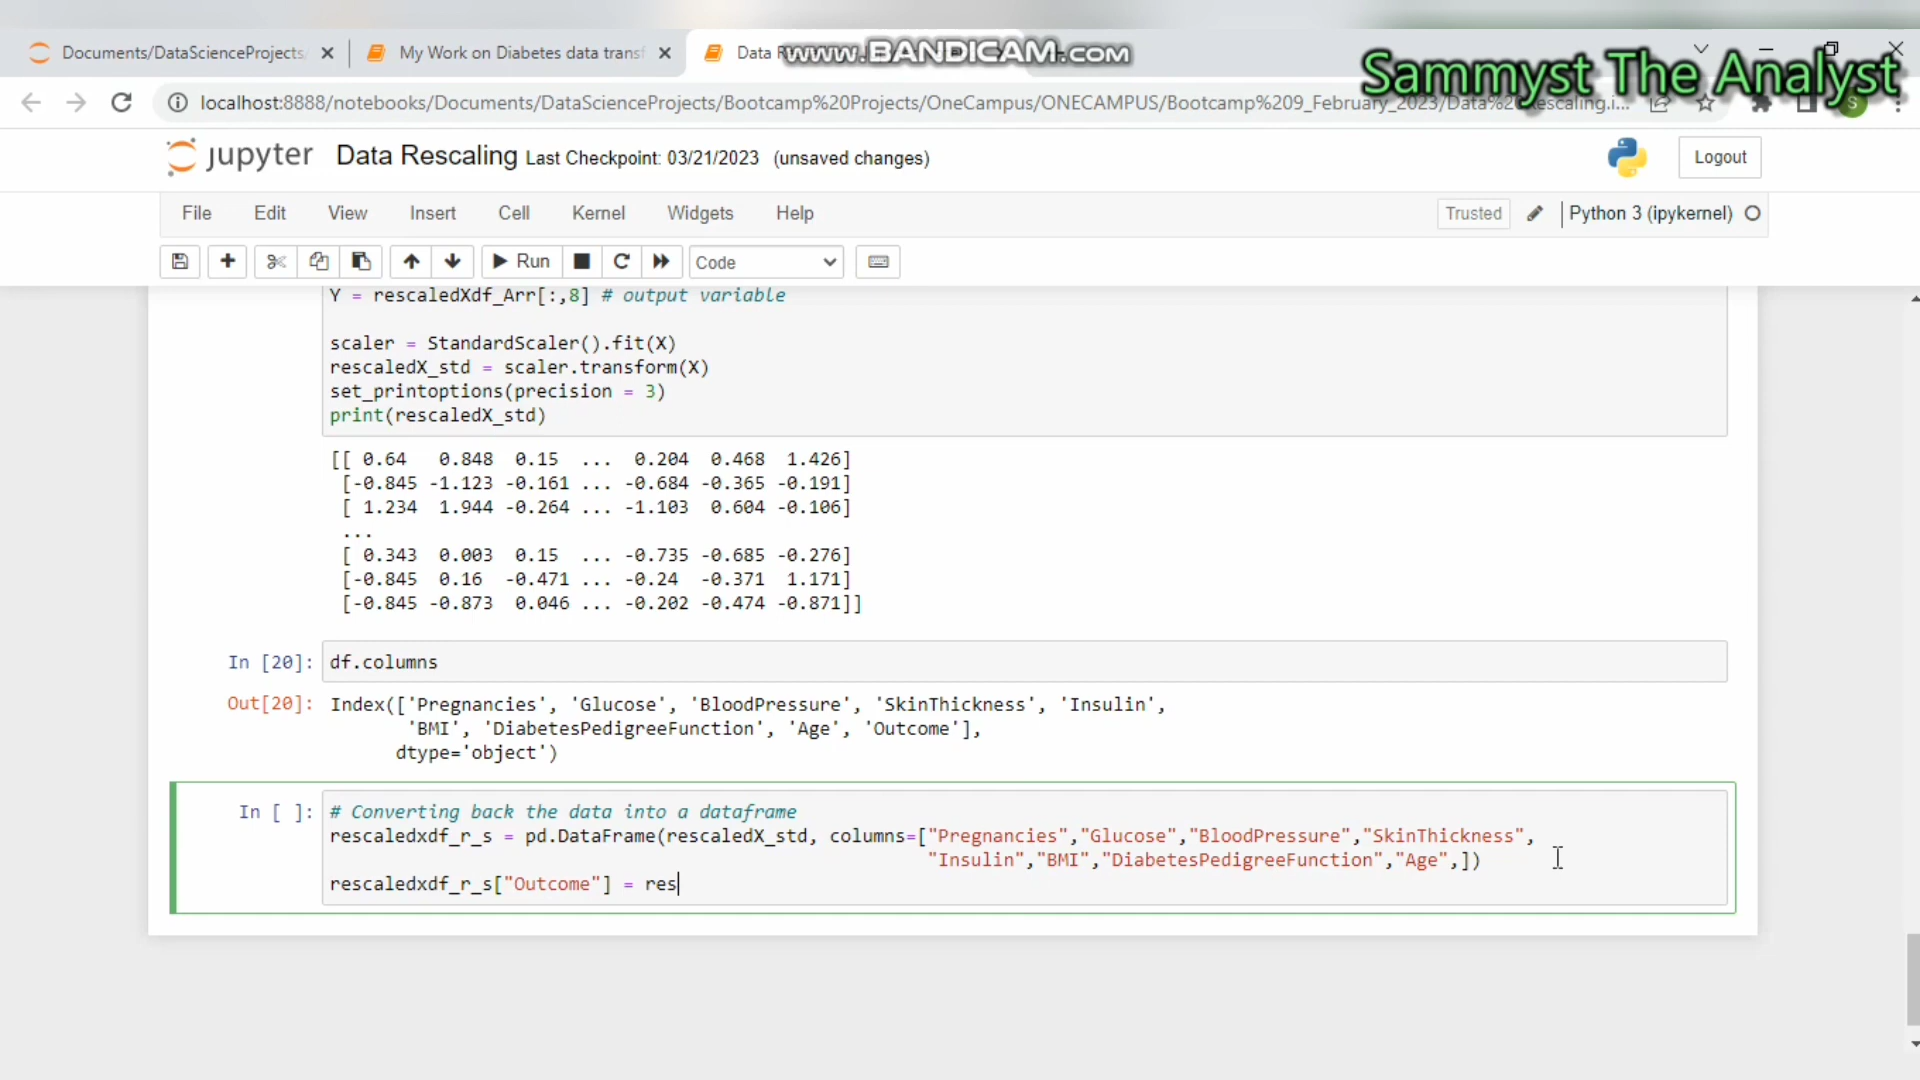 Documents/DataScienceProjects/
My Work on Diabetes data transf
Data R
www.BANDICAM.com
Sammyst The Analyst
localhost:8888/notebooks/Documents/DataScienceProjects/Bootcamp%20Projects/OneCampus/ONECAMPUS/Bootcamp%209_February_2023/Data%20Rescaling.i...
S
jupyter Data Rescaling Last Checkpoint: 03/21/2023 (unsaved changes)
Logout
File Edit View Insert Cell Kernel Widgets Help
Trusted Python 3 (ipykernel)
Run Code
Y = rescaledXdf_Arr[:,8] # output variable
scaler = StandardScaler().fit(X)
rescaledX_std = scaler.transform(X)
set_printoptions(precision = 3)
print(rescaledX_std)
[[ 0.64 0.848 0.15 ... 0.204 0.468 1.426]
[-0.845 -1.123 -0.161 ... -0.684 -0.365 -0.191]
[ 1.234 1.944 -0.264 ... -1.103 0.604 -0.106]
...
[ 0.343 0.003 0.15 ... -0.735 -0.685 -0.276]
[-0.845 0.16 -0.471 ... -0.24 -0.371 1.171]
[-0.845 -0.873 0.046 ... -0.202 -0.474 -0.871]]
In [20]: df.columns
Out[20]: Index(['Pregnancies', 'Glucose', 'BloodPressure', 'SkinThickness', 'Insulin',
'BMI', 'DiabetesPedigreeFunction', 'Age', 'Outcome'],
dtype='object')
In [ ]: # Converting back the data into a dataframe
rescaledxdf_r_s = pd.DataFrame(rescaledX_std, columns=["Pregnancies","Glucose","BloodPressure","SkinThickness",
"Insulin","BMI","DiabetesPedigreeFunction","Age",])
rescaledxdf_r_s["Outcome"] = res